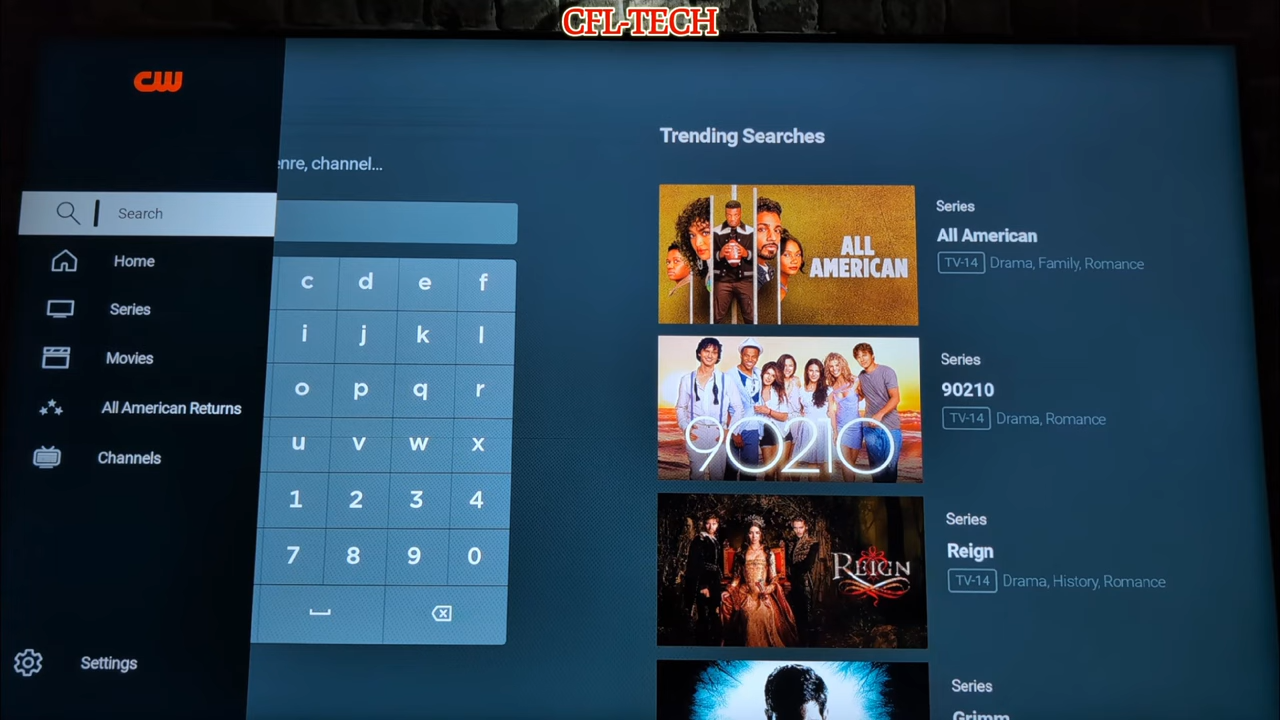 CFL-TECH
CW
Search
Home
Series
Movies
All American Returns
Channels
Settings
enre, channel...
c d e f
i j k l
o p q r
u v w x
1 2 3 4
7 8 9 0
Trending Searches
ALL
AMERICAN
Series
All American
TV-14 Drama, Family, Romance
90210
Series
90210
TV-14 Drama, Romance
REIGN
Series
Reign
TV-14 Drama, History, Romance
Series
Grimm